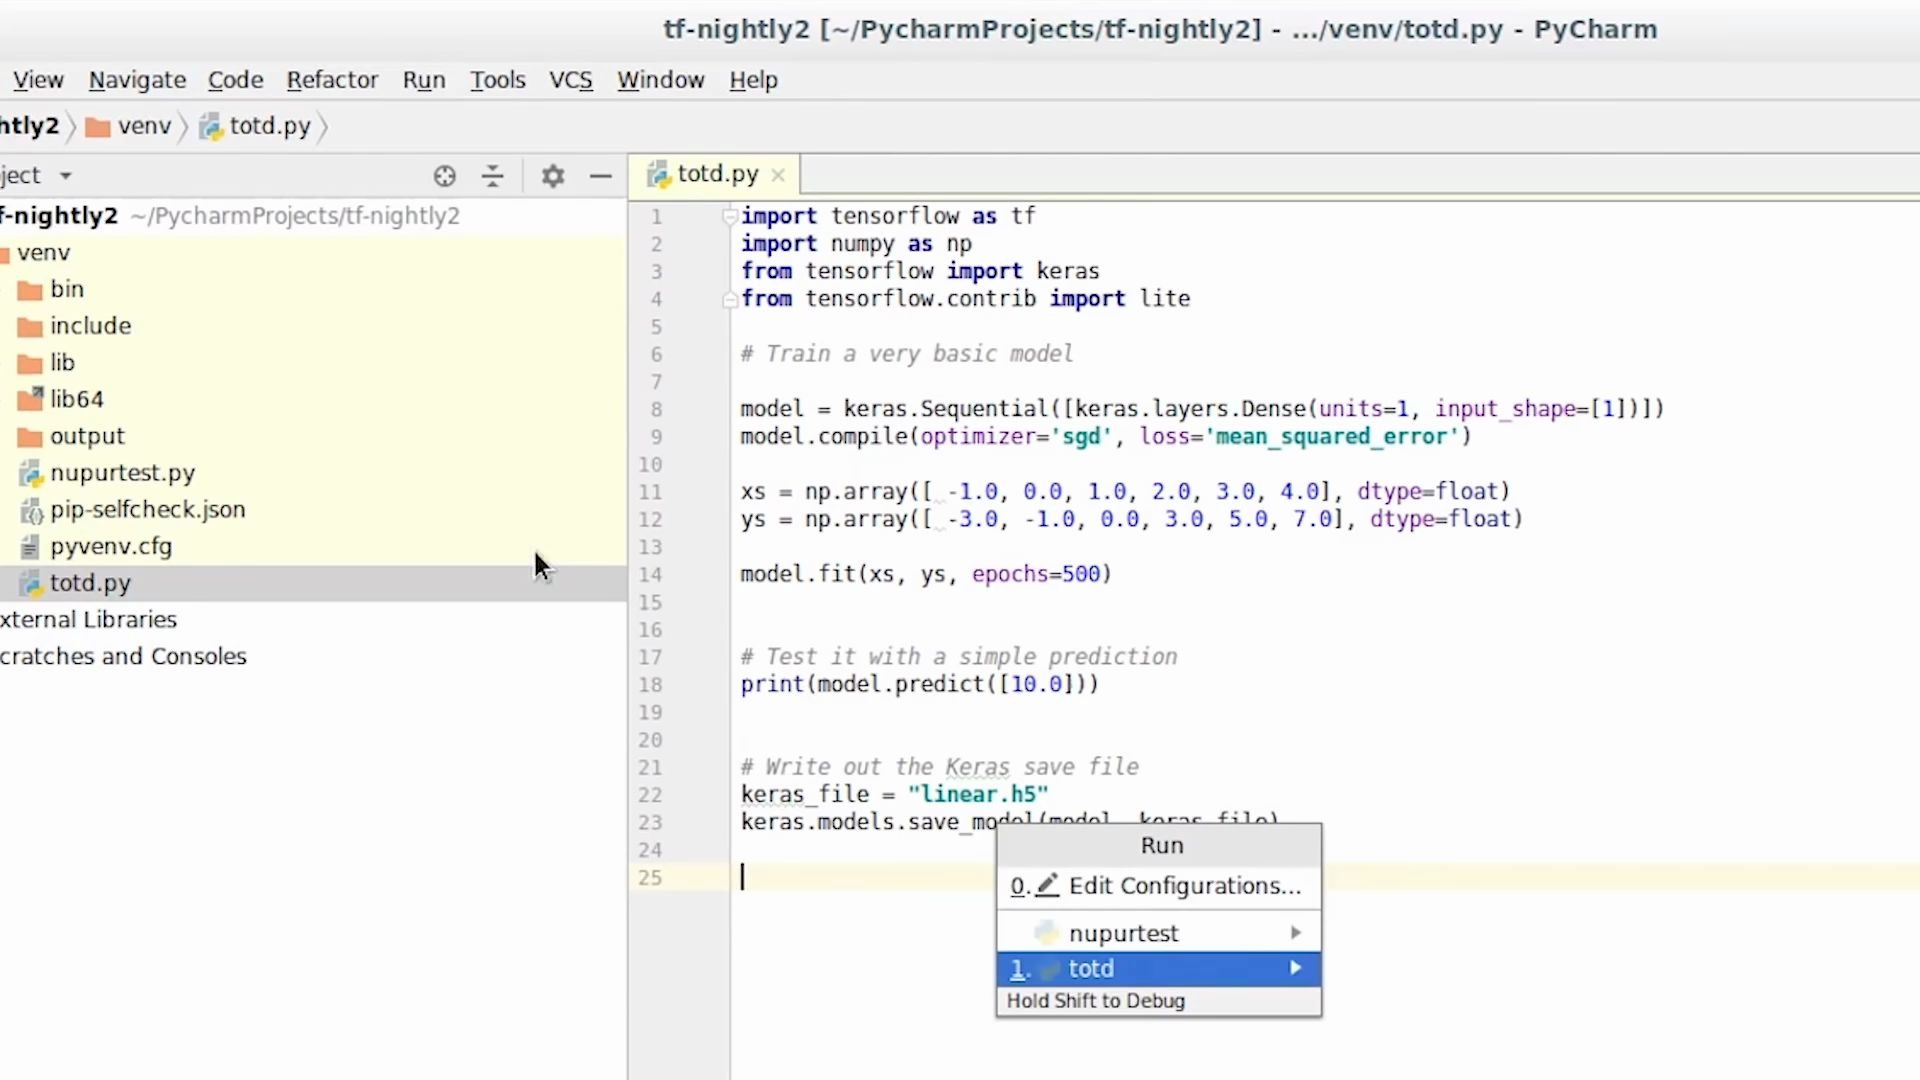 tf-nightly2 [~/PycharmProjects/tf-nightly2] - .../venv/totd.py - PyCharm
View Navigate Code Refactor Run Tools VCS Window Help
htly2 venv totd.py
ject
totd.py
f-nightly2 ~/PycharmProjects/tf-nightly2
venv
bin
include
lib
lib64
output
nupurtest.py
pip-selfcheck.json
pyvenv.cfg
totd.py
xternal Libraries
cratches and Consoles
1 import tensorflow as tf
2 import numpy as np
3 from tensorflow import keras
4 from tensorflow.contrib import lite
5
6 # Train a very basic model
7
8 model = keras.Sequential([keras.layers.Dense(units=1, input_shape=[1])])
9 model.compile(optimizer='sgd', loss='mean_squared_error')
10
11 xs = np.array([ -1.0, 0.0, 1.0, 2.0, 3.0, 4.0], dtype=float)
12 ys = np.array([ -3.0, -1.0, 0.0, 3.0, 5.0, 7.0], dtype=float)
13
14 model.fit(xs, ys, epochs=500)
15
16
17 # Test it with a simple prediction
18 print(model.predict([10.0]))
19
20
21 # Write out the Keras save file
22 keras_file = "linear.h5"
23 keras.models.save_model(model, keras_file)
24
25
Run
0. Edit Configurations...
nupurtest
1. totd
Hold Shift to Debug